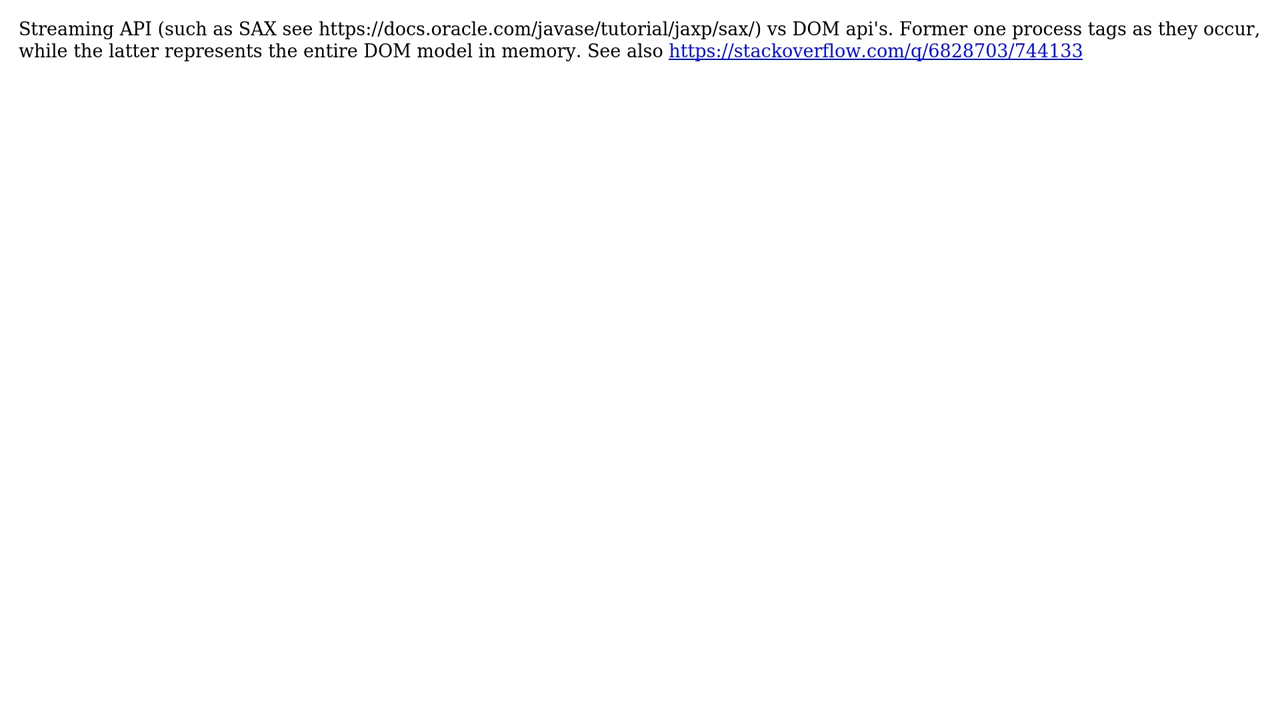 Streaming API (such as SAX see https://docs.oracle.com/javase/tutorial/jaxp/sax/) vs DOM api's. Former one process tags as they occur,
while the latter represents the entire DOM model in memory. See also https://stackoverflow.com/q/6828703/744133